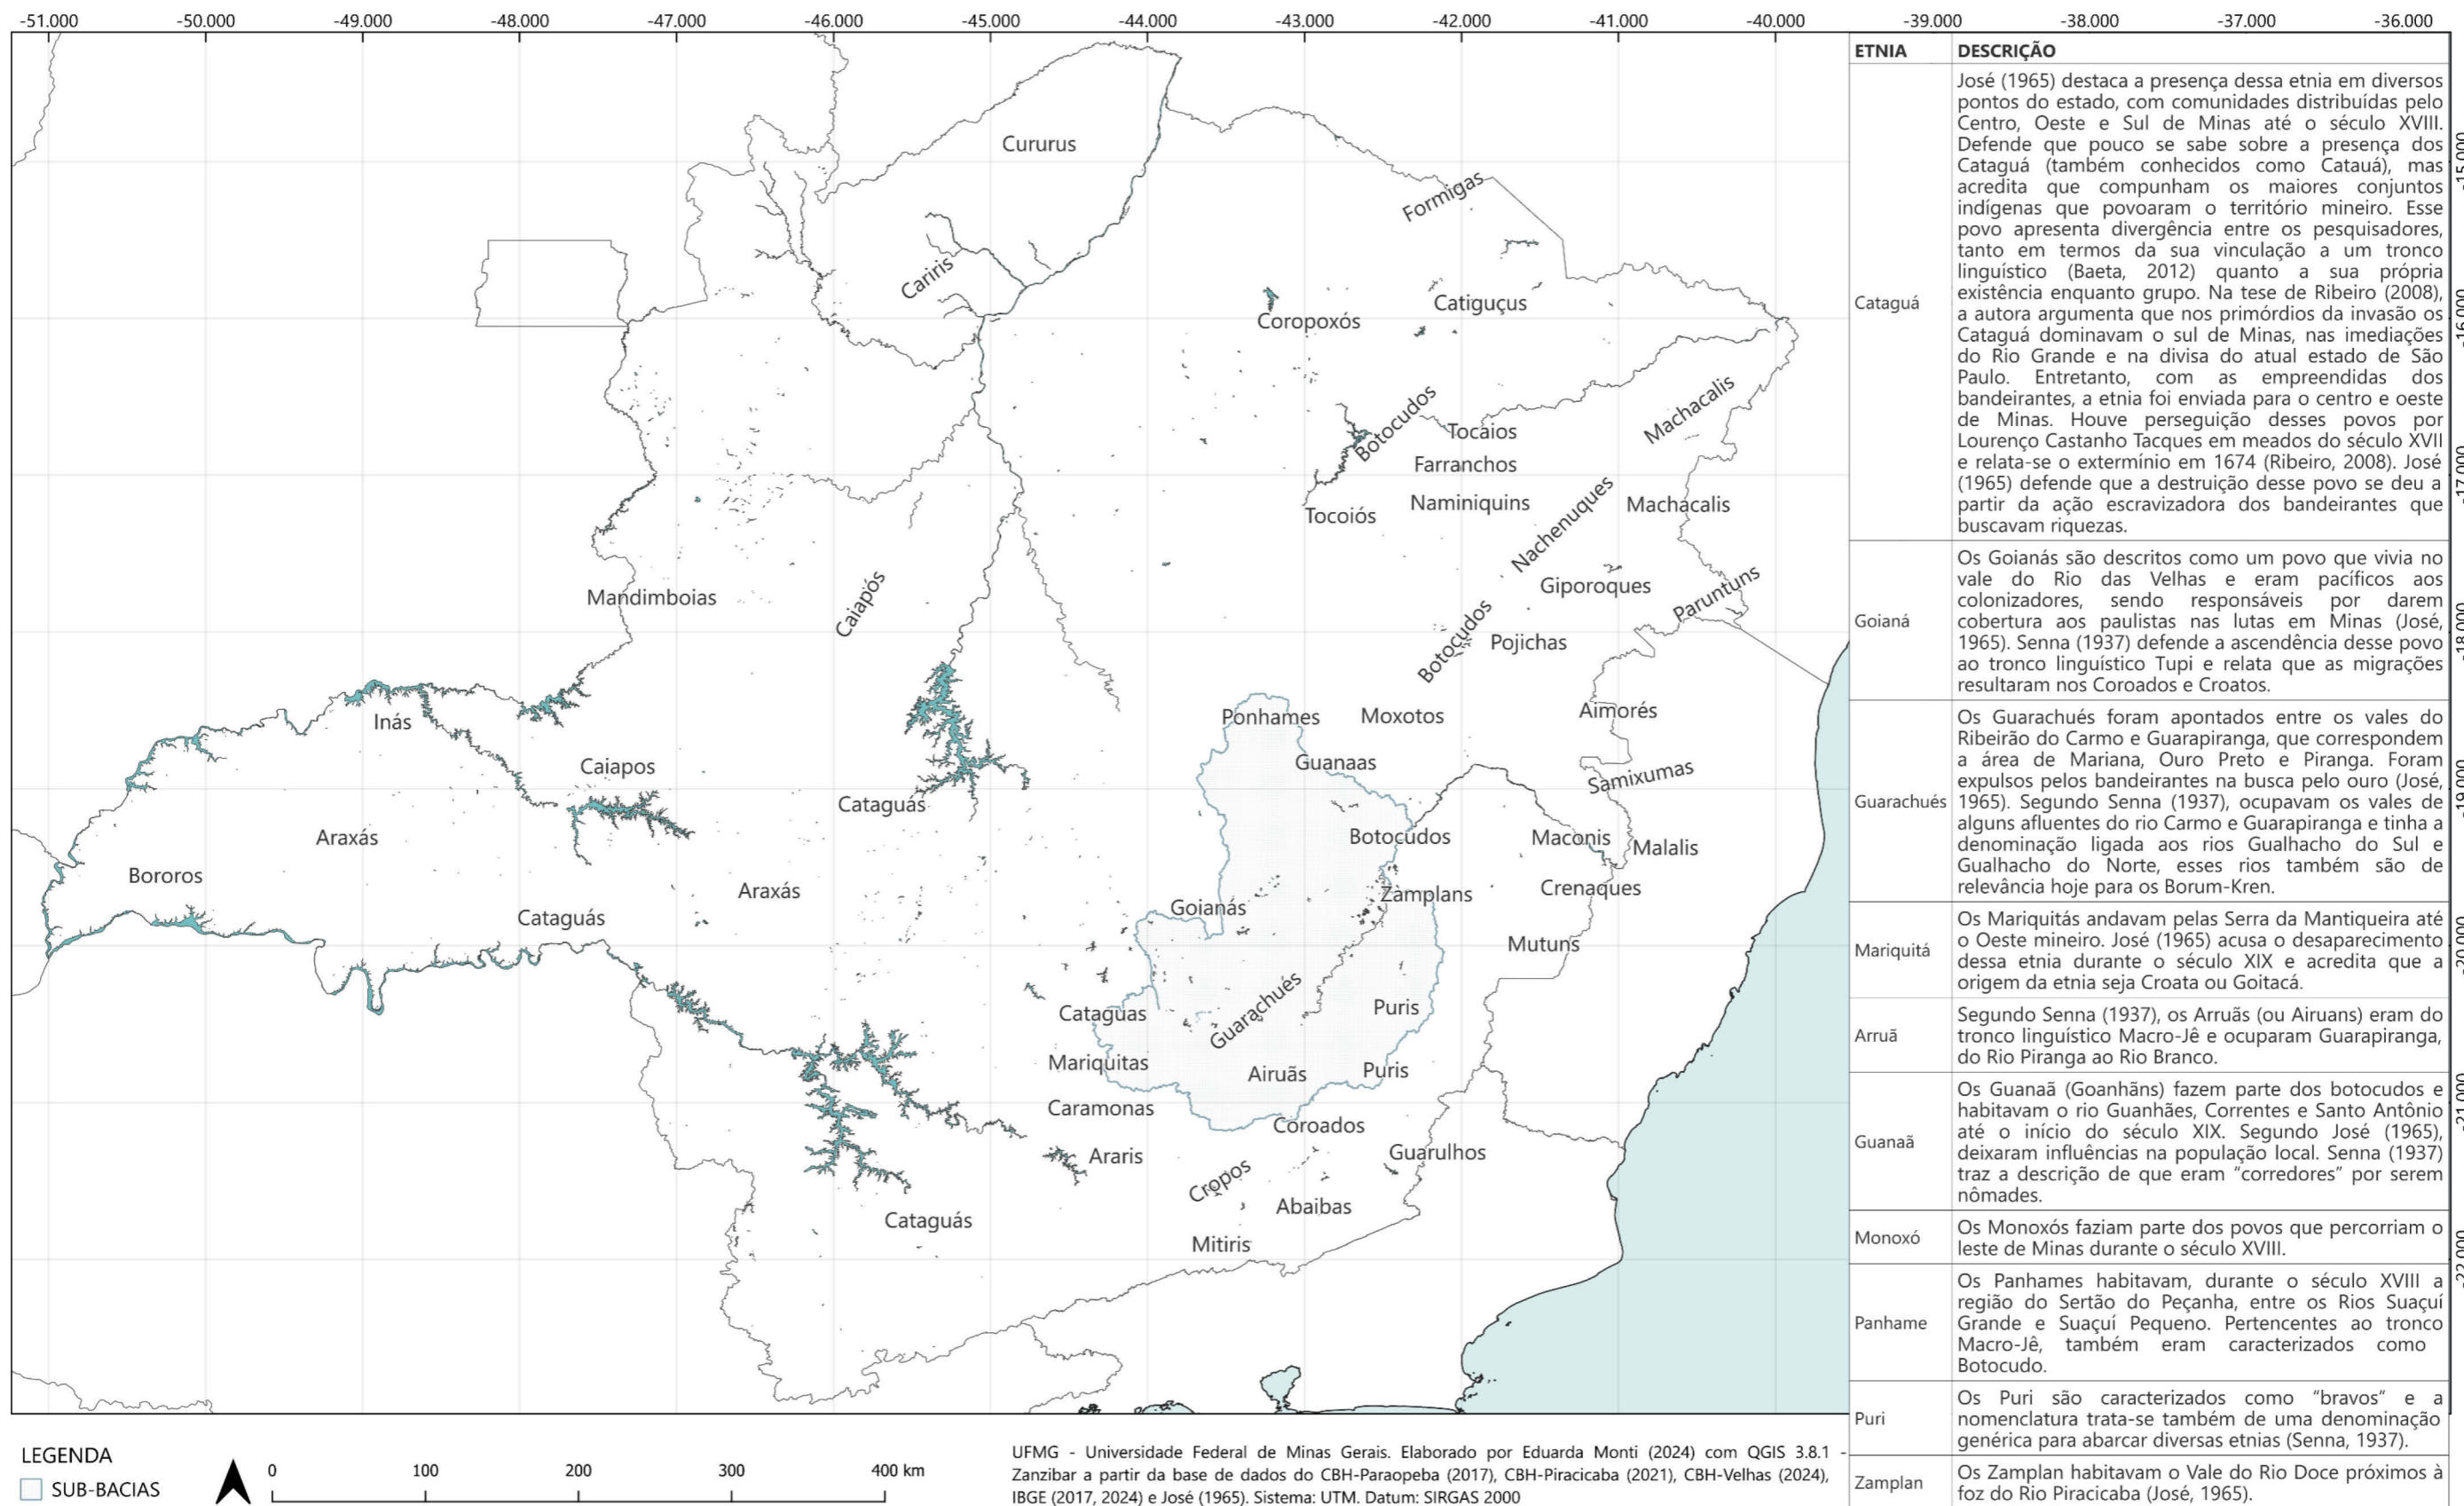 -51.000 -50.000 -49.000 -48.000 -47.000 -46.000 -45.000 -44.000 -43.000 -42.000 -41.000 -40.000 -39.000 -38.000 -37.000 -36.000
-15.000
-16.000
-17.000
-18.000
-19.000
-20.000
-21.000
-22.000
Cururus
Formigas
Cariris
Catiguçus
Coropoxós
Machacalis
Botocudos
Tocaios
Farranchos
Naminiquins
Machacalis
Tocoiós
Nachenuques
Giporoques
Paruntuns
Mandimboias
Caiapós
Botocudos
Pojichas
Inás
Ponhames
Moxotos
Aimorés
Guanaas
Caiapos
Samixumas
Cataguás
Araxás
Botocudos
Maconis
Malalis
Bororos
Araxás
Zamplans
Crenaques
Cataguás
Goianás
Mutuns
Guarachués
Puris
Cataguas
Mariquitas
Airuãs
Puris
Caramonas
Coroados
Araris
Guarulhos
Cropos
Abaibas
Cataguás
Mitiris
ETNIA DESCRIÇÃO
Cataguá
José (1965) destaca a presença dessa etnia em diversos
pontos do estado, com comunidades distribuídas pelo
Centro, Oeste e Sul de Minas até o século XVIII.
Defende que pouco se sabe sobre a presença dos
Cataguá (também conhecidos como Catauá), mas
acredita que compunham os maiores conjuntos
indígenas que povoaram o território mineiro. Esse
povo apresenta divergência entre os pesquisadores,
tanto em termos da sua vinculação a um tronco
linguístico (Baeta, 2012) quanto a sua própria
existência enquanto grupo. Na tese de Ribeiro (2008),
a autora argumenta que nos primórdios da invasão os
Cataguá dominavam o sul de Minas, nas imediações
do Rio Grande e na divisa do atual estado de São
Paulo. Entretanto, com as empreendidas dos
bandeirantes, a etnia foi enviada para o centro e oeste
de Minas. Houve perseguição desses povos por
Lourenço Castanho Tacques em meados do século XVII
e relata-se o extermínio em 1674 (Ribeiro, 2008). José
(1965) defende que a destruição desse povo se deu a
partir da ação escravizadora dos bandeirantes que
buscavam riquezas.
Goianá
Os Goianás são descritos como um povo que vivia no
vale do Rio das Velhas e eram pacíficos aos
colonizadores, sendo responsáveis por darem
cobertura aos paulistas nas lutas em Minas (José,
1965). Senna (1937) defende a ascendência desse povo
ao tronco linguístico Tupi e relata que as migrações
resultaram nos Coroados e Croatos.
Guarachués
Os Guarachués foram apontados entre os vales do
Ribeirão do Carmo e Guarapiranga, que correspondem
a área de Mariana, Ouro Preto e Piranga. Foram
expulsos pelos bandeirantes na busca pelo ouro (José,
1965). Segundo Senna (1937), ocupavam os vales de
alguns afluentes do rio Carmo e Guarapiranga e tinha a
denominação ligada aos rios Gualhacho do Sul e
Gualhacho do Norte, esses rios também são de
relevância hoje para os Borum-Kren.
Mariquitá
Os Mariquitás andavam pelas Serra da Mantiqueira até
o Oeste mineiro. José (1965) acusa o desaparecimento
dessa etnia durante o século XIX e acredita que a
origem da etnia seja Croata ou Goitacá.
Arruã
Segundo Senna (1937), os Arruãs (ou Airuans) eram do
tronco linguístico Macro-Jê e ocuparam Guarapiranga,
do Rio Piranga ao Rio Branco.
Guanaã
Os Guanaã (Goanhãns) fazem parte dos botocudos e
habitavam o rio Guanhães, Correntes e Santo Antônio
até o início do século XIX. Segundo José (1965),
deixaram influências na população local. Senna (1937)
traz a descrição de que eram “corredores” por serem
nômades.
Monoxó
Os Monoxós faziam parte dos povos que percorriam o
leste de Minas durante o século XVIII.
Panhame
Os Panhames habitavam, durante o século XVIII a
região do Sertão do Peçanha, entre os Rios Suaçuí
Grande e Suaçuí Pequeno. Pertencentes ao tronco
Macro-Jê, também eram caracterizados como
Botocudo.
Puri
Os Puri são caracterizados como “bravos” e a
nomenclatura trata-se também de uma denominação
genérica para abarcar diversas etnias (Senna, 1937).
Zamplan
Os Zamplan habitavam o Vale do Rio Doce próximos à
foz do Rio Piracicaba (José, 1965).
LEGENDA
SUB-BACIAS
0 100 200 300 400 km
UFMG - Universidade Federal de Minas Gerais. Elaborado por Eduarda Monti (2024) com QGIS 3.8.1 -
Zanzibar a partir da base de dados do CBH-Paraopeba (2017), CBH-Piracicaba (2021), CBH-Velhas (2024),
IBGE (2017, 2024) e José (1965). Sistema: UTM. Datum: SIRGAS 2000